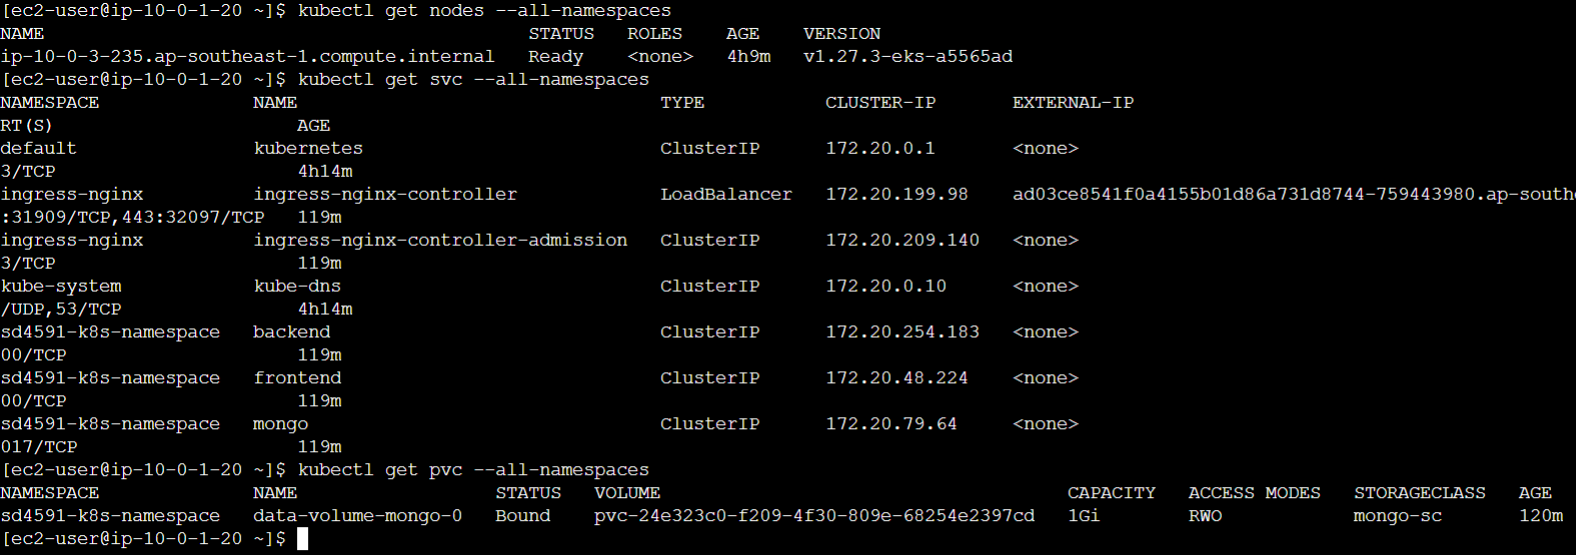 [ec2-user@ip-10-0-1-20 ~]$ kubectl get nodes --all-namespaces
NAME STATUS ROLES AGE VERSION
ip-10-0-3-235.ap-southeast-1.compute.internal Ready <none> 4h9m v1.27.3-eks-a5565ad
[ec2-user@ip-10-0-1-20 ~]$ kubectl get svc --all-namespaces
NAMESPACE NAME TYPE CLUSTER-IP EXTERNAL-IP
RT(S) AGE
default kubernetes ClusterIP 172.20.0.1 <none>
3/TCP 4h14m
ingress-nginx ingress-nginx-controller LoadBalancer 172.20.199.98 ad03ce8541f0a4155b01d86a731d8744-759443980.ap-south
:31909/TCP,443:32097/TCP 119m
ingress-nginx ingress-nginx-controller-admission ClusterIP 172.20.209.140 <none>
3/TCP 119m
kube-system kube-dns ClusterIP 172.20.0.10 <none>
/UDP,53/TCP 4h14m
sd4591-k8s-namespace backend ClusterIP 172.20.254.183 <none>
00/TCP 119m
sd4591-k8s-namespace frontend ClusterIP 172.20.48.224 <none>
00/TCP 119m
sd4591-k8s-namespace mongo ClusterIP 172.20.79.64 <none>
017/TCP 119m
[ec2-user@ip-10-0-1-20 ~]$ kubectl get pvc --all-namespaces
NAMESPACE NAME STATUS VOLUME CAPACITY ACCESS MODES STORAGECLASS AGE
sd4591-k8s-namespace data-volume-mongo-0 Bound pvc-24e323c0-f209-4f30-809e-68254e2397cd 1Gi RWO mongo-sc 120m
[ec2-user@ip-10-0-1-20 ~]$